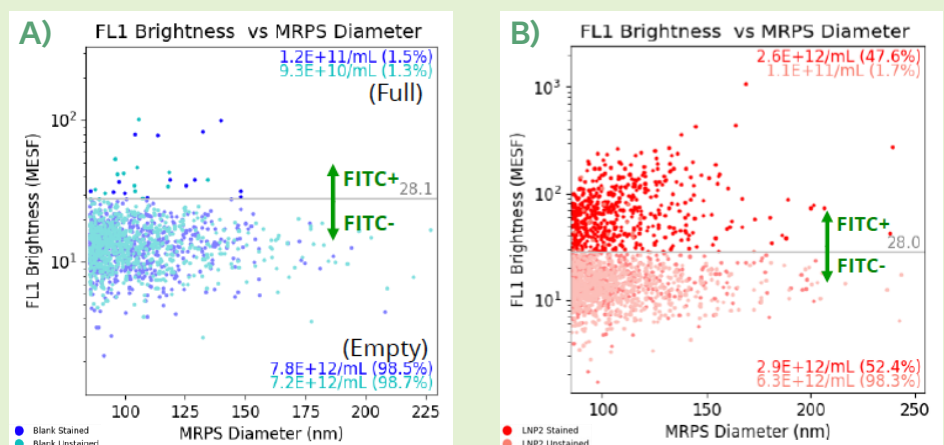 A)
FL1 Brightness vs MRPS Diameter
1.2E+11/mL (1.5%)
9.3E+10/mL (1.3%)
(Full)
FITC+
28.1
FITC-
(Empty)
7.8E+12/mL (98.5%)
7.2E+12/mL (98.7%)
FL1 Brightness (MESF)
10²
10¹
100 125 150 175 200 225
MRPS Diameter (nm)
Blank Stained
Blank Unstained
B)
FL1 Brightness vs MRPS Diameter
2.6E+12/mL (47.6%)
1.1E+11/mL (1.7%)
FITC+
28.0
FITC-
2.9E+12/mL (52.4%)
6.3E+12/mL (98.3%)
FL1 Brightness (MESF)
10³
10²
10¹
100 150 200 250
MRPS Diameter (nm)
LNP2 Stained
LNP2 Unstained